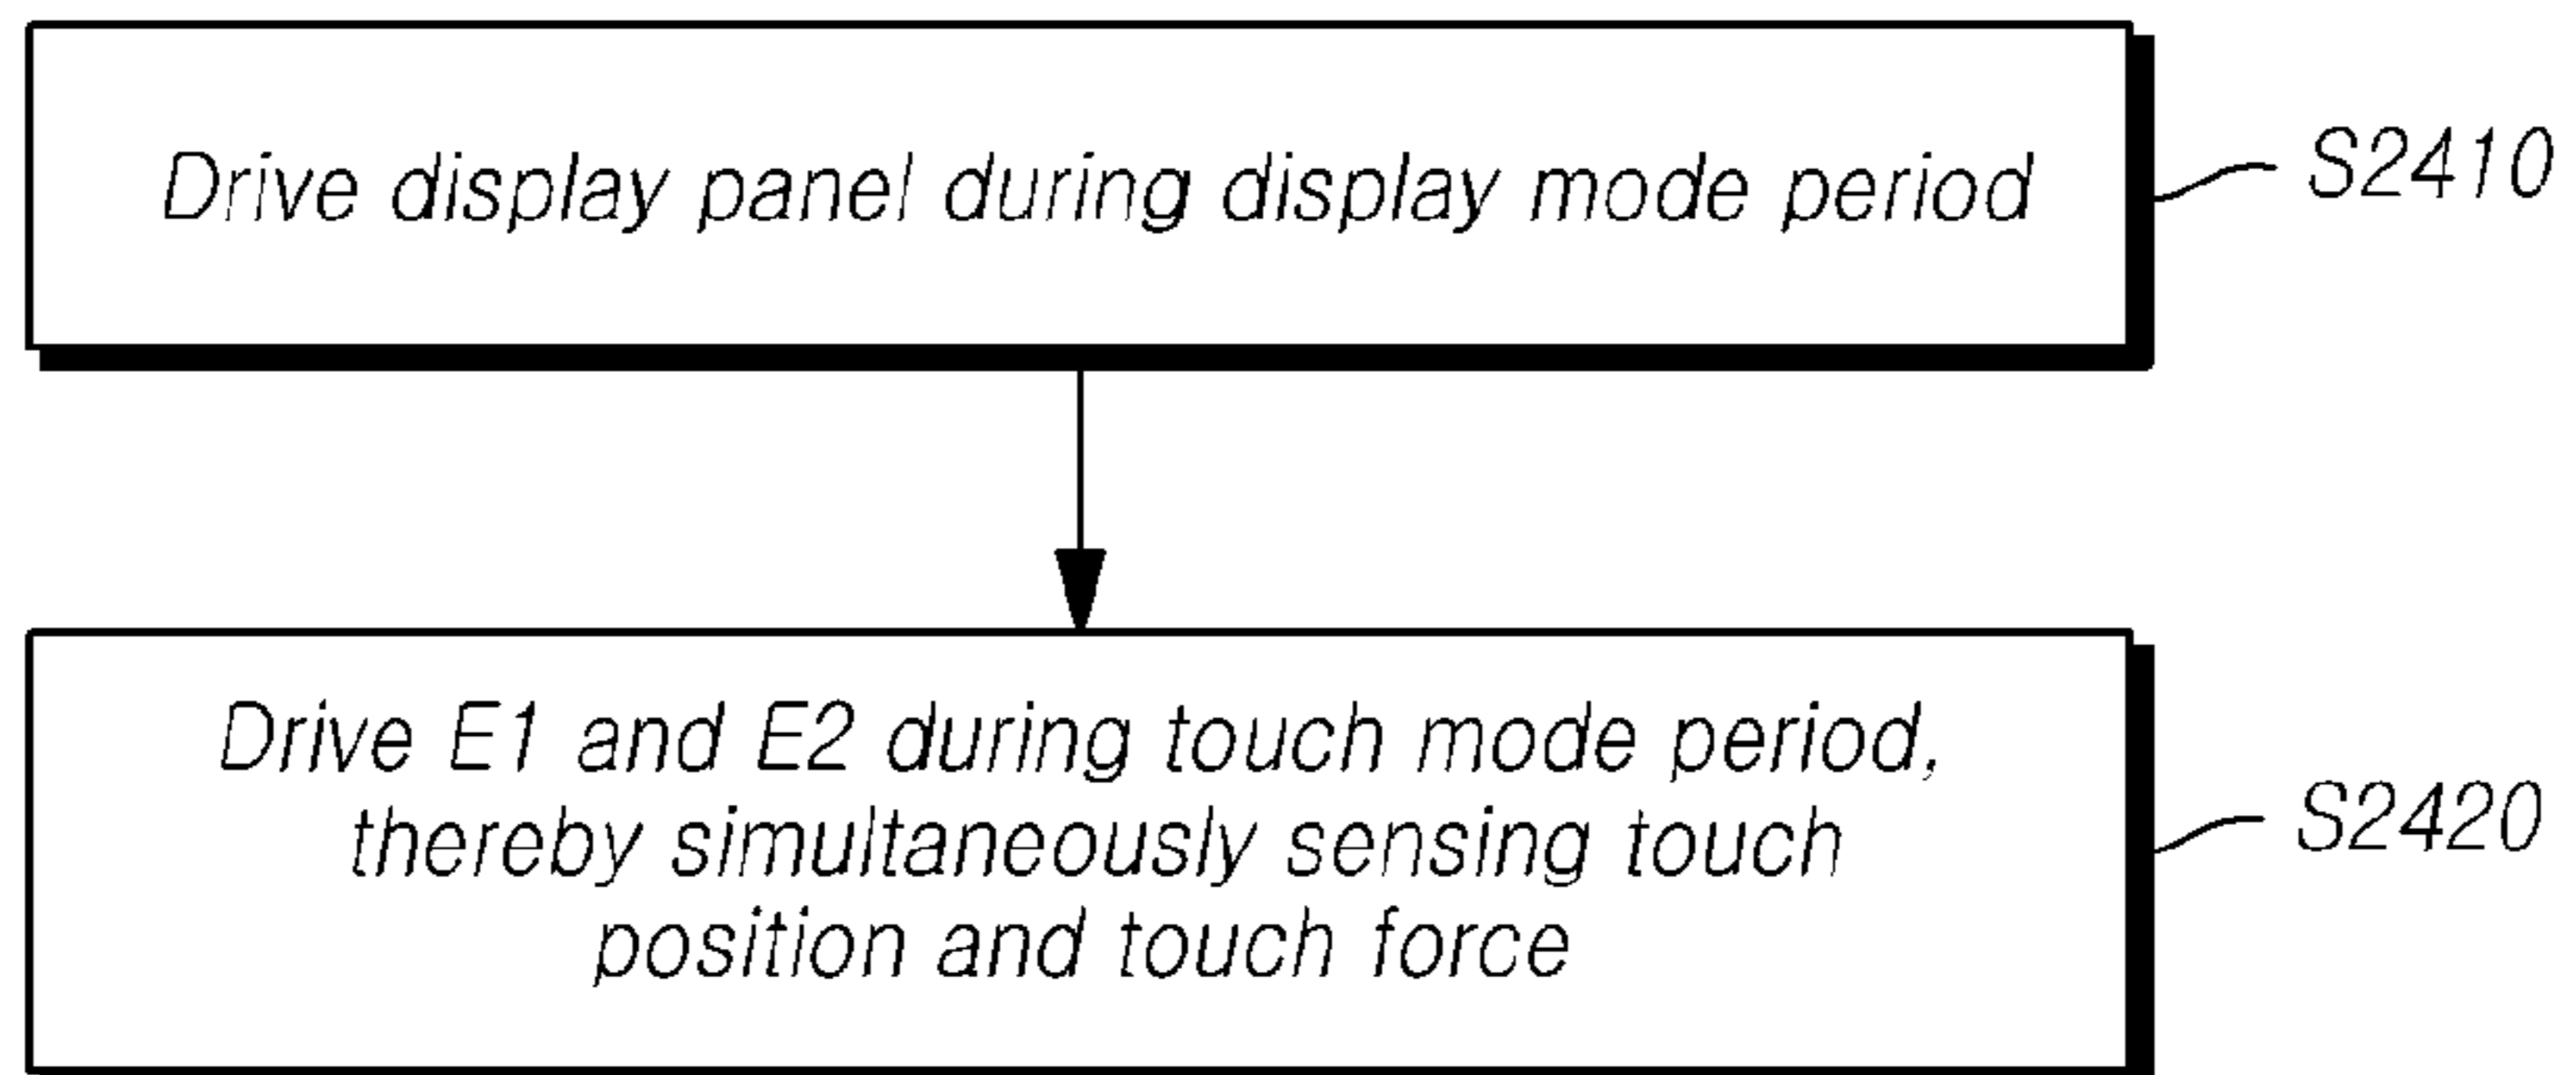 Drive display panel during display mode period
S2410
Drive E1 and E2 during touch mode period,
thereby simultaneously sensing touch
position and touch force
S2420